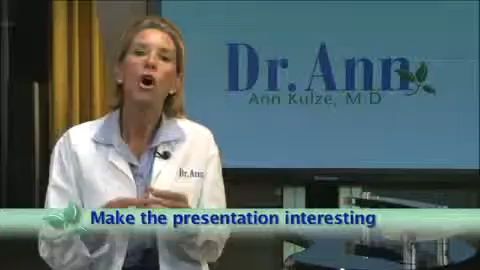 Dr. Ann
Ann Kulze, M.D
Dr. Ann
Make the presentation interesting